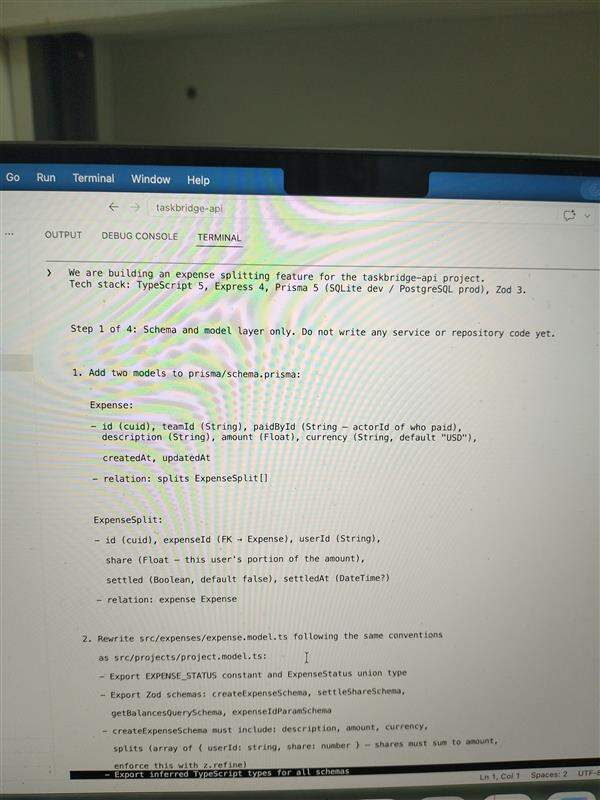 Go Run Terminal Window Help
← → taskbridge-api
··· OUTPUT DEBUG CONSOLE TERMINAL
❯ We are building an expense splitting feature for the taskbridge-api project.
Tech stack: TypeScript 5, Express 4, Prisma 5 (SQLite dev / PostgreSQL prod), Zod 3.
Step 1 of 4: Schema and model layer only. Do not write any service or repository code yet.
1. Add two models to prisma/schema.prisma:
Expense:
– id (cuid), teamId (String), paidById (String — actorId of who paid),
description (String), amount (Float), currency (String, default "USD"),
createdAt, updatedAt
– relation: splits ExpenseSplit[]
ExpenseSplit:
– id (cuid), expenseId (FK → Expense), userId (String),
share (Float — this user's portion of the amount),
settled (Boolean, default false), settledAt (DateTime?)
– relation: expense Expense
2. Rewrite src/expenses/expense.model.ts following the same conventions
as src/projects/project.model.ts:
– Export EXPENSE_STATUS constant and ExpenseStatus union type
– Export Zod schemas: createExpenseSchema, settleShareSchema,
getBalancesQuerySchema, expenseIdParamSchema
– createExpenseSchema must include: description, amount, currency,
splits (array of { userId: string, share: number } — shares must sum to amount,
enforce this with z.refine)
– Export inferred TypeScript types for all schemas
Ln 1, Col 1 Spaces: 2 UTF-8